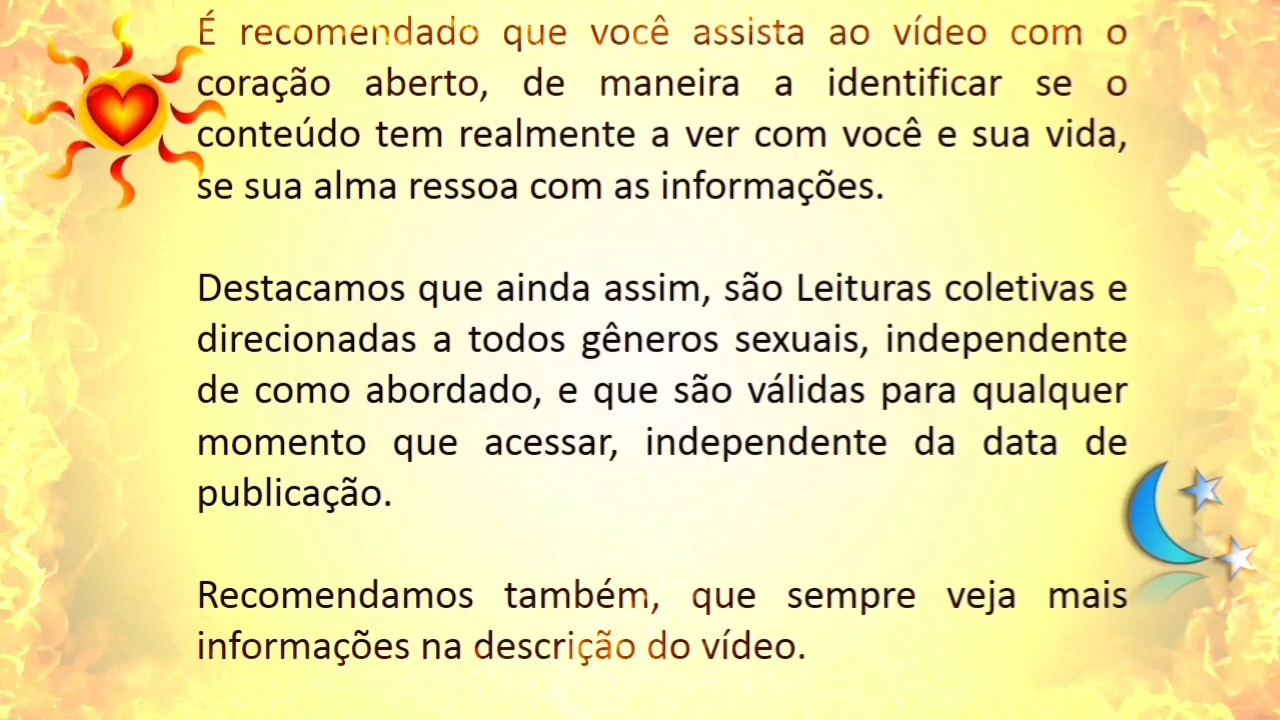 É recomendado que você assista ao vídeo com o
coração aberto, de maneira a identificar se o
conteúdo tem realmente a ver com você e sua vida,
se sua alma ressoa com as informações.
Destacamos que ainda assim, são Leituras coletivas e
direcionadas a todos gêneros sexuais, independente
de como abordado, e que são válidas para qualquer
momento que acessar, independente da data de
publicação.
Recomendamos também, que sempre veja mais
informações na descrição do vídeo.